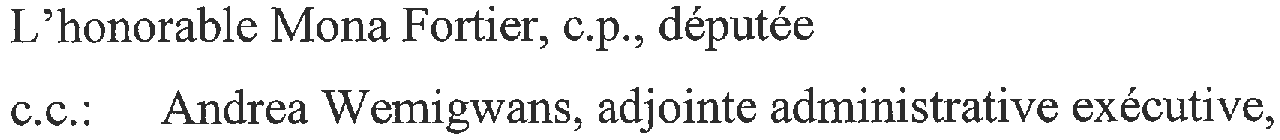 L’honorable Mona Fortier, c.p., députée
c.c.: Andrea Wemigwans, adjointe administrative exécutive,